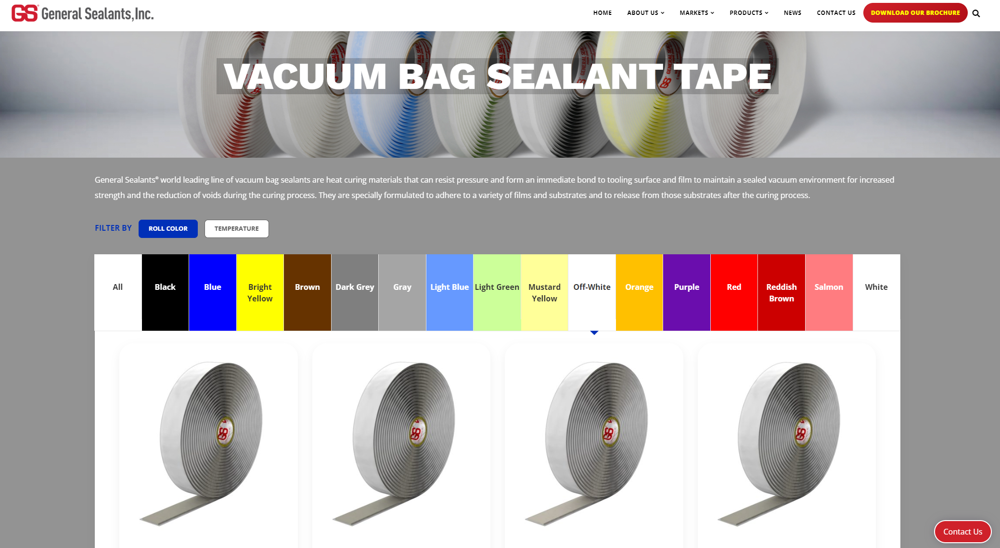 GS® General Sealants, Inc.
HOME ABOUT US MARKETS PRODUCTS NEWS CONTACT US DOWNLOAD OUR BROCHURE
VACUUM BAG SEALANT TAPE
General Sealants® world leading line of vacuum bag sealants are heat curing materials that can resist pressure and form an immediate bond to tooling surface and film to maintain a sealed vacuum environment for increased
strength and the reduction of voids during the curing process. They are specially formulated to adhere to a variety of films and substrates and to release from those substrates after the curing process.
FILTER BY ROLL COLOR TEMPERATURE
All Black Blue Bright Yellow Brown Dark Grey Gray Light Blue Light Green Mustard Yellow Off-White Orange Purple Red Reddish Brown Salmon White
GS GS GS GS
Contact Us